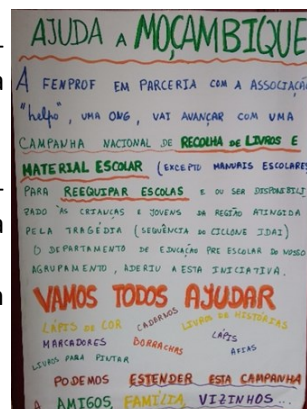 AJUDA A MOÇAMBIQUE
A FENPROF EM PARCERIA COM A ASSOCIAÇÃO
"helpo", UMA ONG, VAI AVANÇAR COM UMA
CAMPANHA NACIONAL DE RECOLHA DE LIVROS E
MATERIAL ESCOLAR (EXCEPTO MANUAIS ESCOLARES
PARA REEQUIPAR ESCOLAS E OU SER DISPONIBILI
ZADO ÀS CRIANÇAS E JOVENS DA REGIÃO ATINGIDA
PELA TRAGÉDIA (SEQUÊNCIA DO CICLONE IDAI)
O DEPARTAMENTO DE EDUCAÇÃO PRE ESCOLAR DO NOSSO
AGRUPAMENTO, ADERIU A ESTA INICIATIVA.
VAMOS TODOS AJUDAR
LÁPIS DE COR CADERNOS LIVROS DE HISTÓRIAS
MARCADORES BORRACHAS LÁPIS
LIVROS PARA PINTAR AFIAS
PODEMOS ESTENDER ESTA CAMPANHA
A AMIGOS, FAMÍLIA, VIZINHOS...